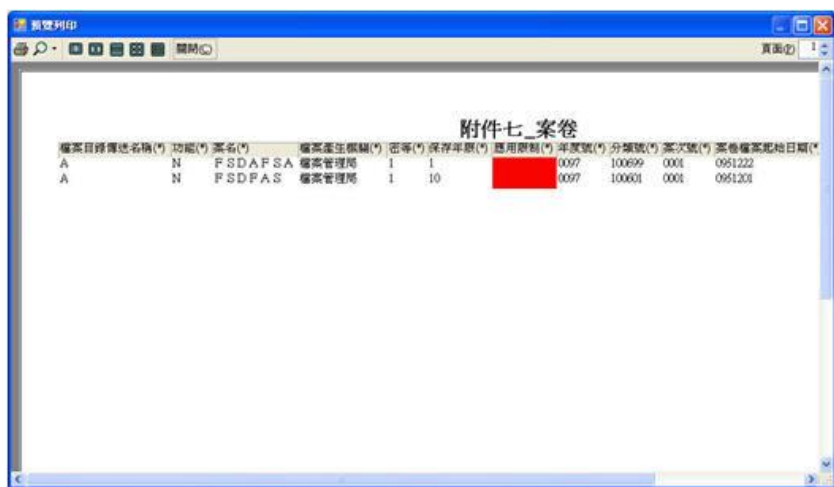 預覽列印
關閉(C) 頁面(P) 1
附件七_案卷
檔案目錄傳送名稱(*) 功能(*) 案名(*) 檔案產生機關(*) 密等(*) 保存年限(*) 應用限制(*) 年度號(*) 分類號(*) 案次號(*) 案卷檔案起始日期(*
A N ＦＳＤＡＦＳＡ 檔案管理局 1 1 0097 100699 0001 0951222
A N ＦＳＤＦＡＳ 檔案管理局 1 10 0097 100601 0001 0951201